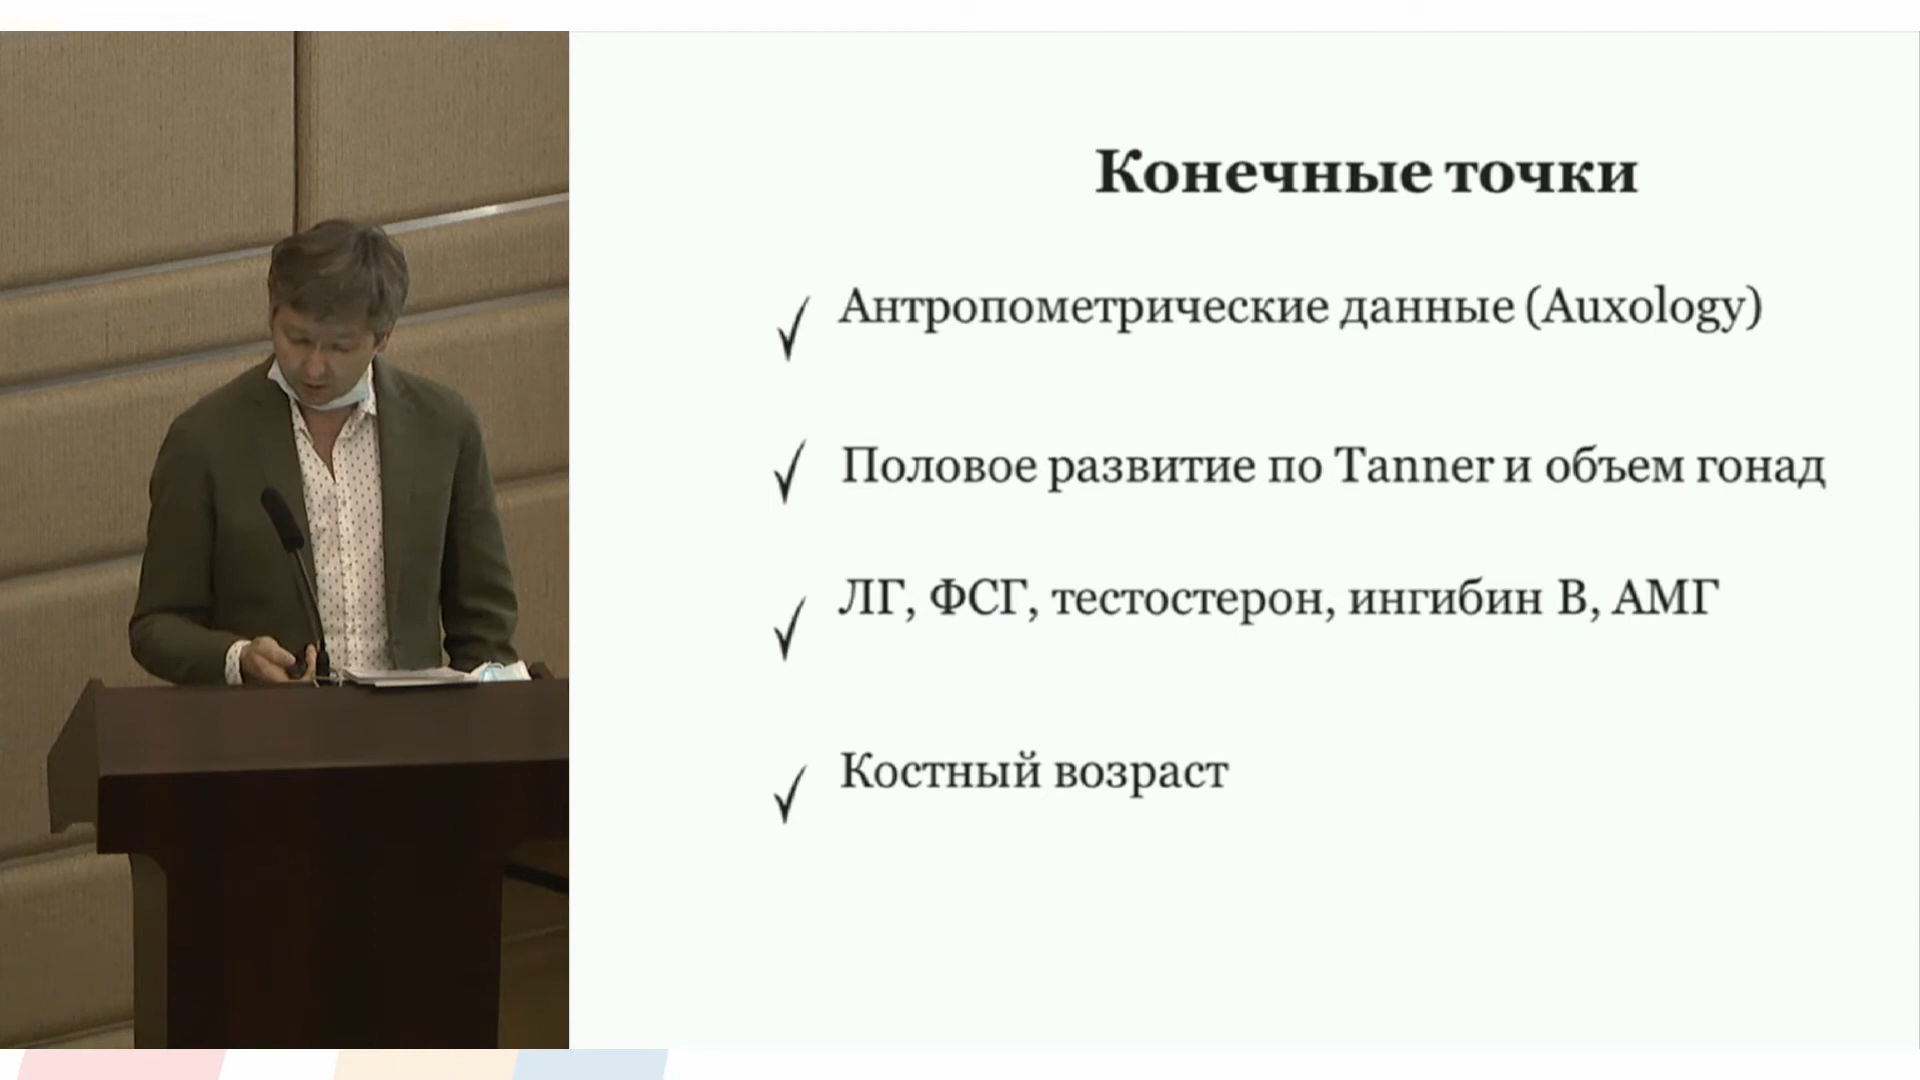 Конечные точки
Антропометрические данные (Auxology)
Половое развитие по Tanner и объем гонад
ЛГ, ФСГ, тестостерон, ингибин В, АМГ
Костный возраст